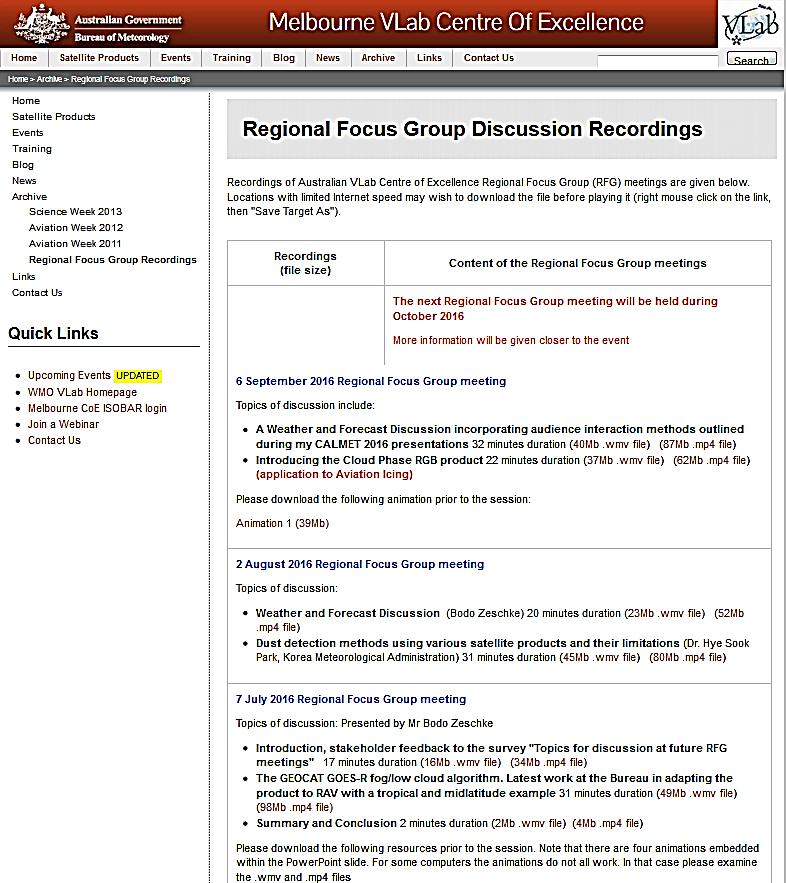 Australian Government
Bureau of Meteorology
Melbourne VLab Centre Of Excellence
VLab
Home
Satellite Products
Events
Training
Blog
News
Archive
Links
Contact Us
Search
Home > Archive > Regional Focus Group Recordings
Home
Satellite Products
Events
Training
Blog
News
Archive
Science Week 2013
Aviation Week 2012
Aviation Week 2011
Regional Focus Group Recordings
Links
Contact Us
Quick Links
Upcoming Events UPDATED
WMO VLab Homepage
Melbourne CoE ISOBAR login
Join a Webinar
Contact Us
Regional Focus Group Discussion Recordings
Recordings of Australian VLab Centre of Excellence Regional Focus Group (RFG) meetings are given below.
Locations with limited Internet speed may wish to download the file before playing it (right mouse click on the link,
then "Save Target As").
Recordings
(file size)
Content of the Regional Focus Group meetings
The next Regional Focus Group meeting will be held during
October 2016
More information will be given closer to the event
6 September 2016 Regional Focus Group meeting
Topics of discussion include:
A Weather and Forecast Discussion incorporating audience interaction methods outlined
during my CALMET 2016 presentations 32 minutes duration (40Mb .wmv file) (87Mb .mp4 file)
Introducing the Cloud Phase RGB product 22 minutes duration (37Mb .wmv file) (62Mb .mp4 file)
(application to Aviation Icing)
Please download the following animation prior to the session:
Animation 1 (39Mb)
2 August 2016 Regional Focus Group meeting
Topics of discussion:
Weather and Forecast Discussion (Bodo Zeschke) 20 minutes duration (23Mb .wmv file) (52Mb
.mp4 file)
Dust detection methods using various satellite products and their limitations (Dr. Hye Sook
Park, Korea Meteorological Administration) 31 minutes duration (45Mb .wmv file) (80Mb .mp4 file)
7 July 2016 Regional Focus Group meeting
Topics of discussion: Presented by Mr Bodo Zeschke
Introduction, stakeholder feedback to the survey "Topics for discussion at future RFG
meetings" 17 minutes duration (16Mb .wmv file) (34Mb .mp4 file)
The GEOCAT GOES-R fog/low cloud algorithm. Latest work at the Bureau in adapting the
product to RAV with a tropical and midlatitude example 31 minutes duration (49Mb .wmv file)
(98Mb .mp4 file)
Summary and Conclusion 2 minutes duration (2Mb .wmv file) (4Mb .mp4 file)
Please download the following resources prior to the session. Note that there are four animations embedded
within the PowerPoint slide. For some computers the animations do not all work. In that case please examine
the .wmv and .mp4 files